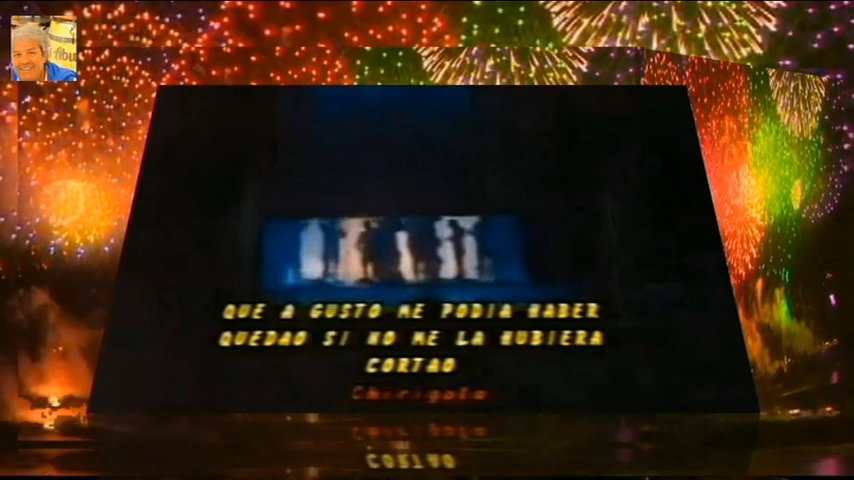 QUE A GUSTO ME PODIA HABER
QUEDAO SI NO ME LA HUBIERA
CORTAO
Chirigota